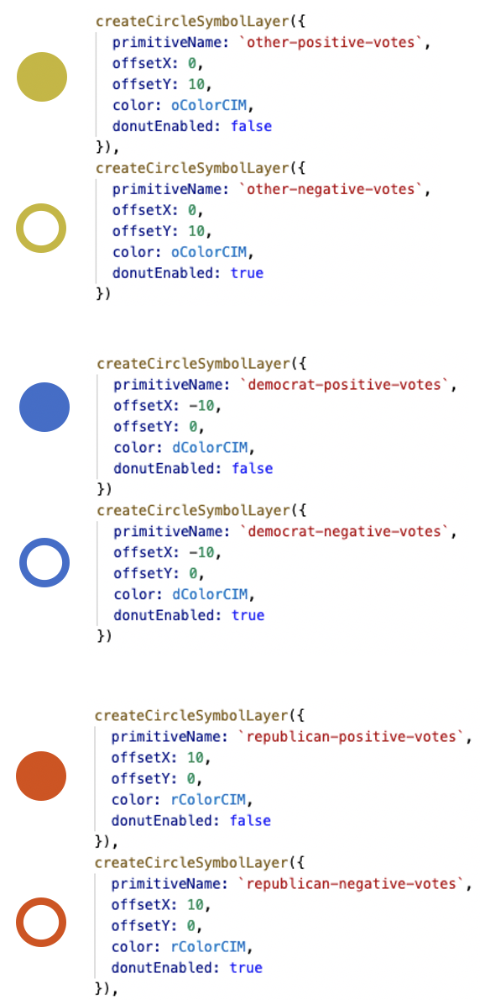 createCircleSymbolLayer({
primitiveName: `other-positive-votes`,
offsetX: 0,
offsetY: 10,
color: oColorCIM,
donutEnabled: false
}),
createCircleSymbolLayer({
primitiveName: `other-negative-votes`,
offsetX: 0,
offsetY: 10,
color: oColorCIM,
donutEnabled: true
})
createCircleSymbolLayer({
primitiveName: `democrat-positive-votes`,
offsetX: -10,
offsetY: 0,
color: dColorCIM,
donutEnabled: false
})
createCircleSymbolLayer({
primitiveName: `democrat-negative-votes`,
offsetX: -10,
offsetY: 0,
color: dColorCIM,
donutEnabled: true
})
createCircleSymbolLayer({
primitiveName: `republican-positive-votes`,
offsetX: 10,
offsetY: 0,
color: rColorCIM,
donutEnabled: false
}),
createCircleSymbolLayer({
primitiveName: `republican-negative-votes`,
offsetX: 10,
offsetY: 0,
color: rColorCIM,
donutEnabled: true
}),